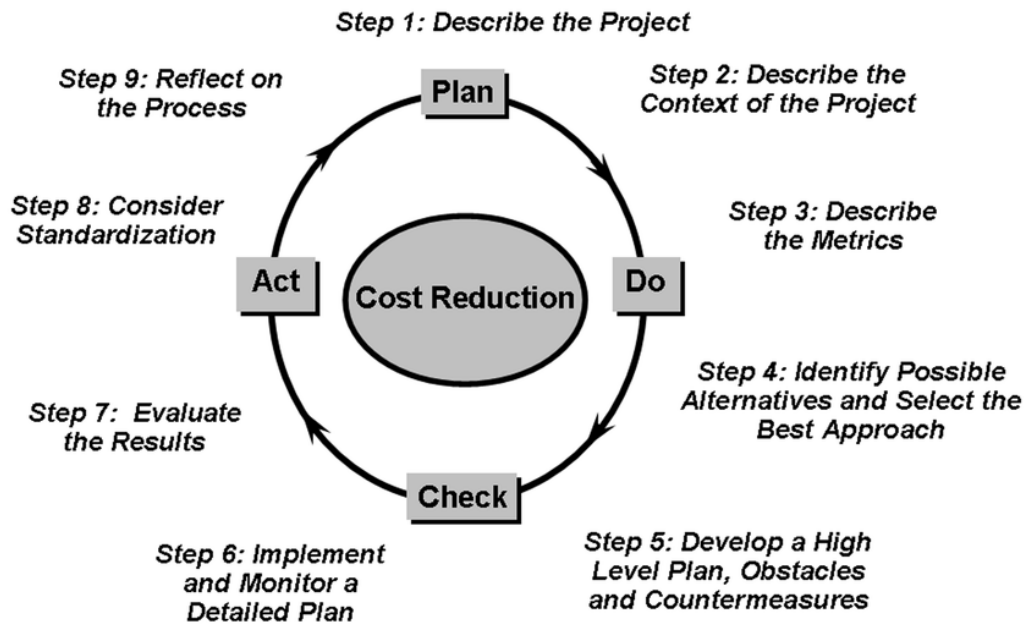 Step 1: Describe the Project
Step 2: Describe the
Context of the Project
Step 3: Describe
the Metrics
Step 4: Identify Possible
Alternatives and Select the
Best Approach
Step 5: Develop a High
Level Plan, Obstacles
and Countermeasures
Step 6: Implement
and Monitor a
Detailed Plan
Step 7: Evaluate
the Results
Step 8: Consider
Standardization
Step 9: Reflect on
the Process
Plan
Do
Check
Act
Cost Reduction